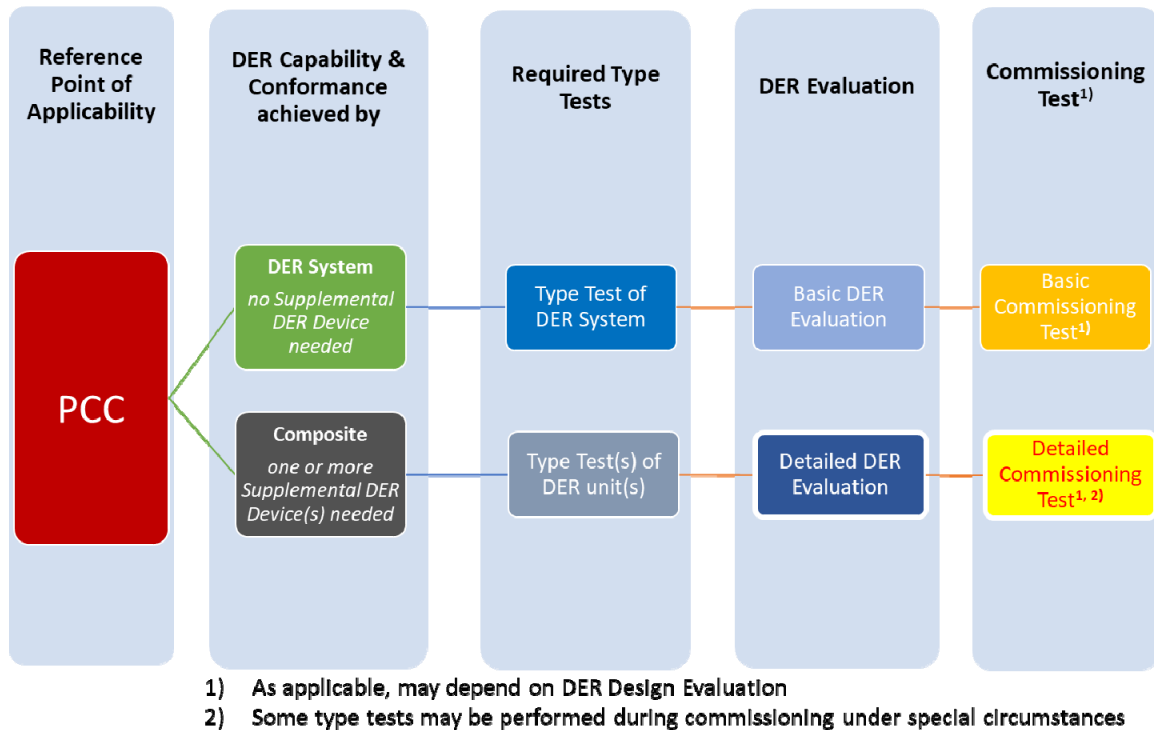 Reference
Point of
Applicability
DER Capability &
Conformance
achieved by
Required Type
Tests
DER Evaluation
Commissioning
Test1)
PCC
DER System
no Supplemental
DER Device
needed
Type Test of
DER System
Basic DER
Evaluation
Basic
Commissioning
Test1)
Composite
one or more
Supplemental DER
Device(s) needed
Type Test(s) of
DER unit(s)
Detailed DER
Evaluation
Detailed
Commissioning
Test1, 2)
1) As applicable, may depend on DER Design Evaluation
2) Some type tests may be performed during commissioning under special circumstances